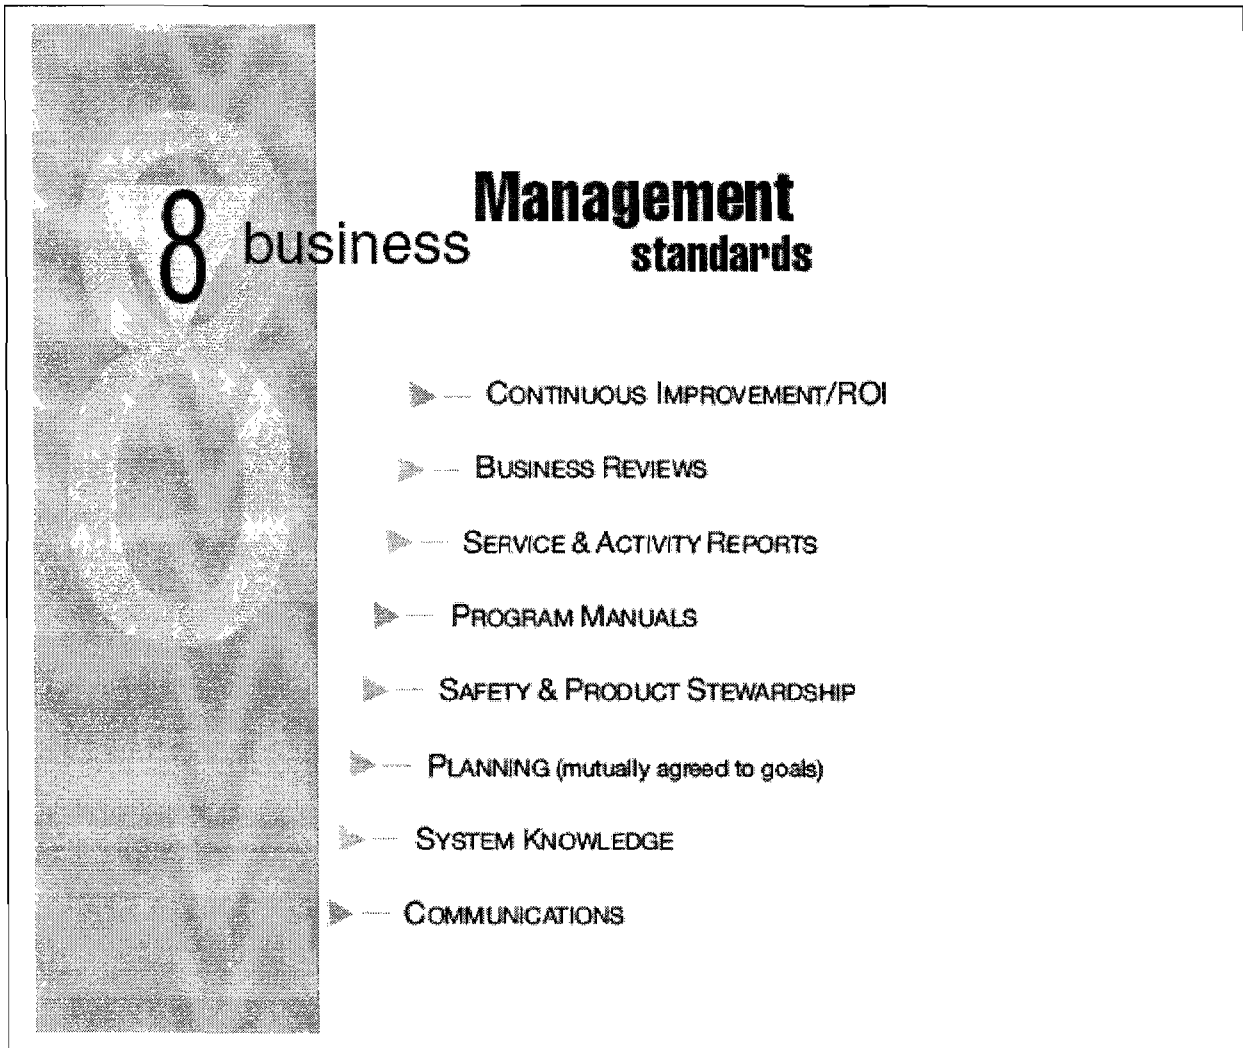 8 business Management
standards
CONTINUOUS IMPROVEMENT/ROI
BUSINESS REVIEWS
SERVICE & ACTIVITY REPORTS
PROGRAM MANUALS
SAFETY & PRODUCT STEWARDSHIP
PLANNING (mutually agreed to goals)
SYSTEM KNOWLEDGE
COMMUNICATIONS